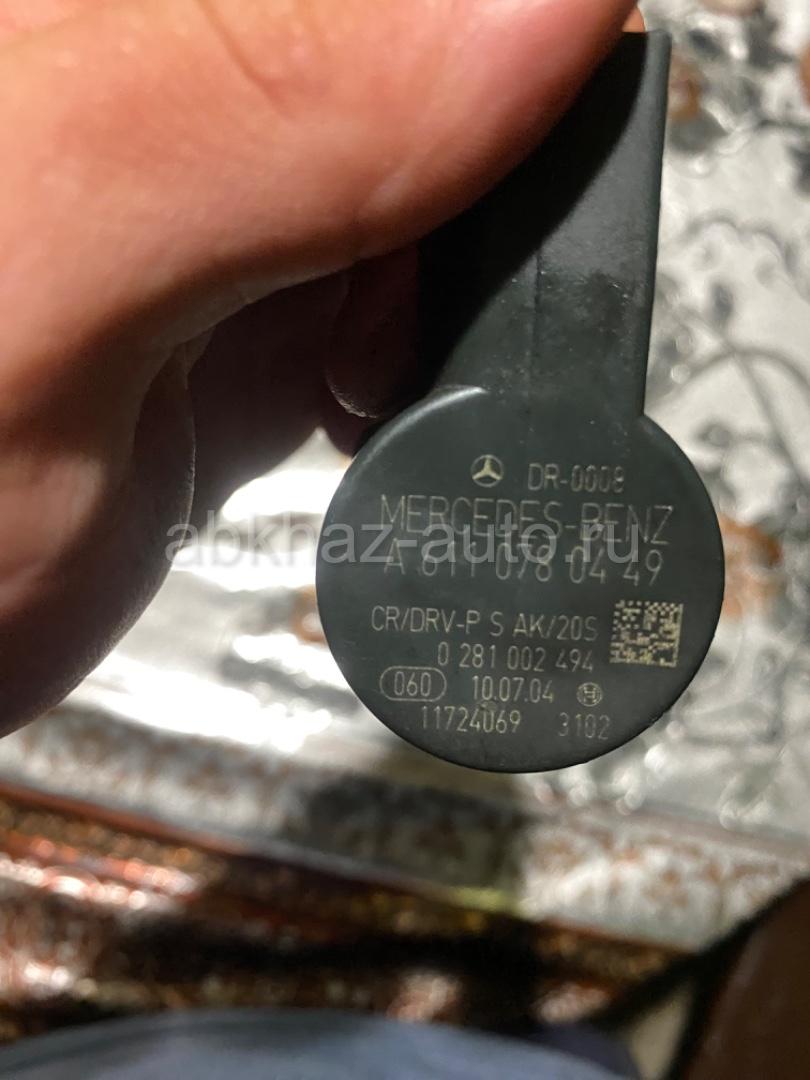 DR-0008
MERCEDES-BENZ
abkhaz-auto.ru
A 611 078 04 49
CR/DRV-P S AK/20S
0 281 002 494
060 10.07.04
11724069 3102